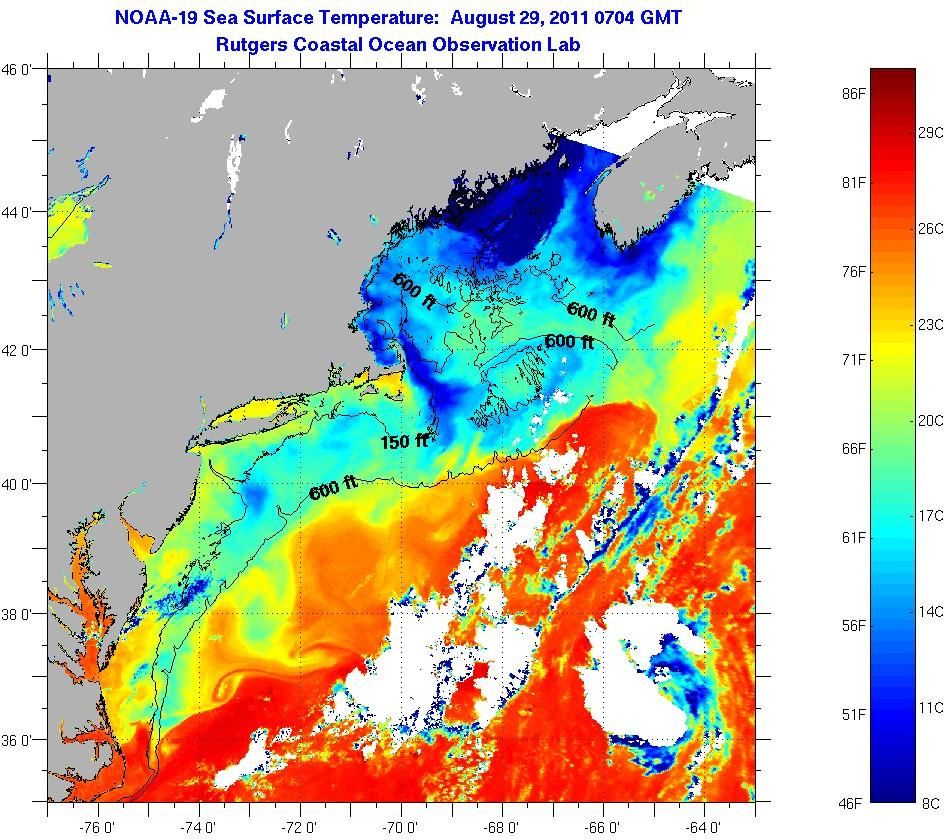 NOAA-19 Sea Surface Temperature: August 29, 2011 0704 GMT
Rutgers Coastal Ocean Observation Lab
46 0'
44 0'
42 0'
40 0'
38 0'
36 0'
600 ft
600 ft
600 ft
150 ft
600 ft
-76 0'
-74 0'
-72 0'
-70 0'
-68 0'
-66 0'
-64 0'
86F
81F
76F
71F
66F
61F
56F
51F
46F
29C
26C
23C
20C
17C
14C
11C
8C